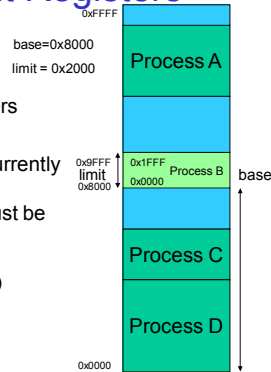 t Registers
0xFFFF
base=0x8000
limit = 0x2000
Process A
rs
urrently
0x9FFF
limit
0x8000
0x1FFF
0x0000
Process B
base
ust be
Process C
)
Process D
0x0000